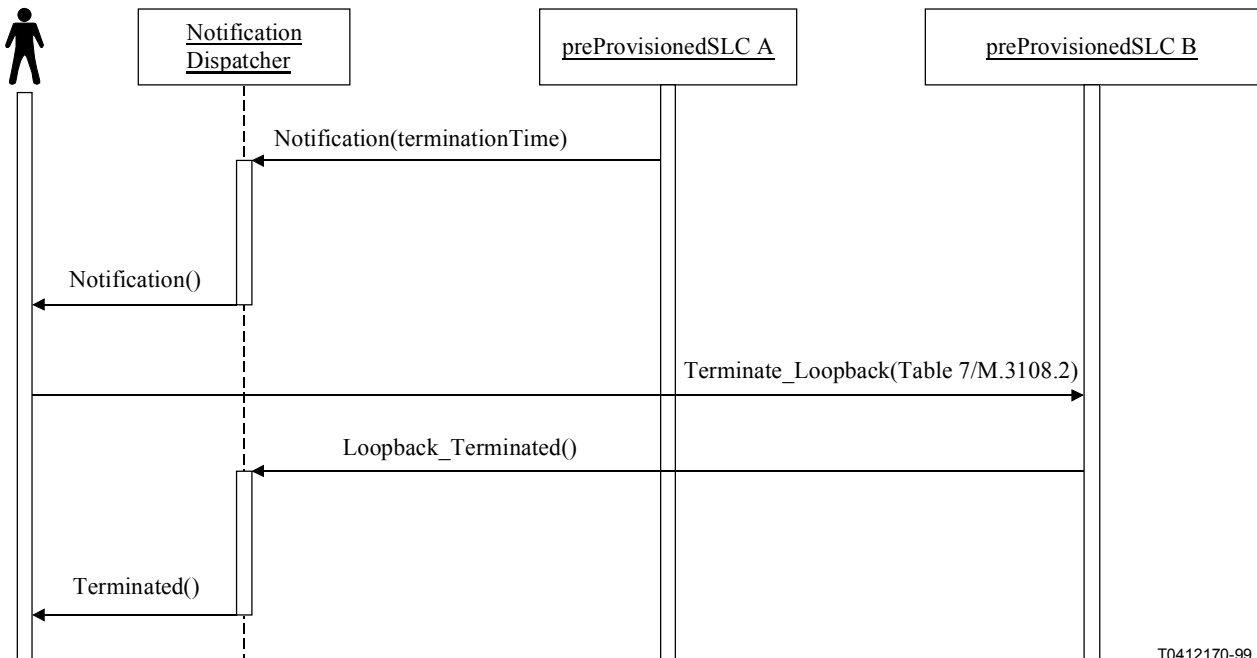 Notification
Dispatcher
preProvisionedSLC A
preProvisionedSLC B
Notification(terminationTime)
Notification()
Terminate_Loopback(Table 7/M.3108.2)
Loopback_Terminated()
Terminated()
T0412170-99